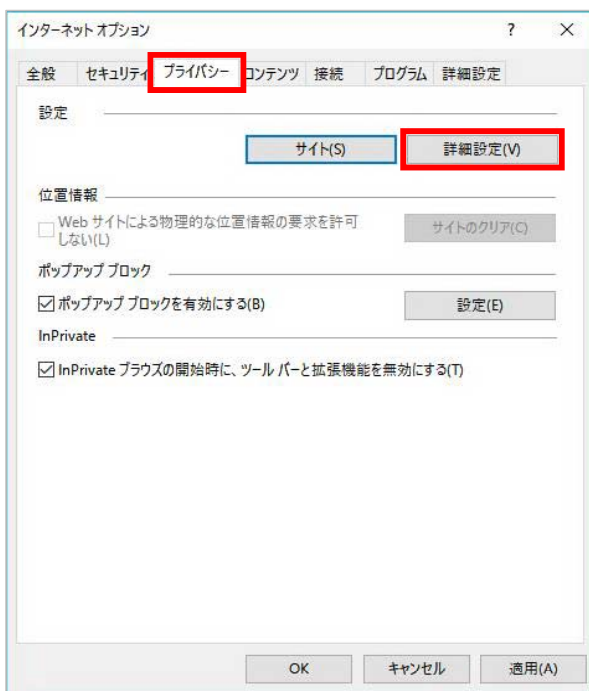 インターネット オプション ? ×
全般 セキュリティ プライバシー コンテンツ 接続 プログラム 詳細設定
設定
サイト(S) 詳細設定(V)
位置情報
Web サイトによる物理的な位置情報の要求を許可
しない(L)
サイトのクリア(C)
ポップアップ ブロック
ポップアップ ブロックを有効にする(B) 設定(E)
InPrivate
InPrivate ブラウズの開始時に、ツール バーと拡張機能を無効にする(T)
OK キャンセル 適用(A)